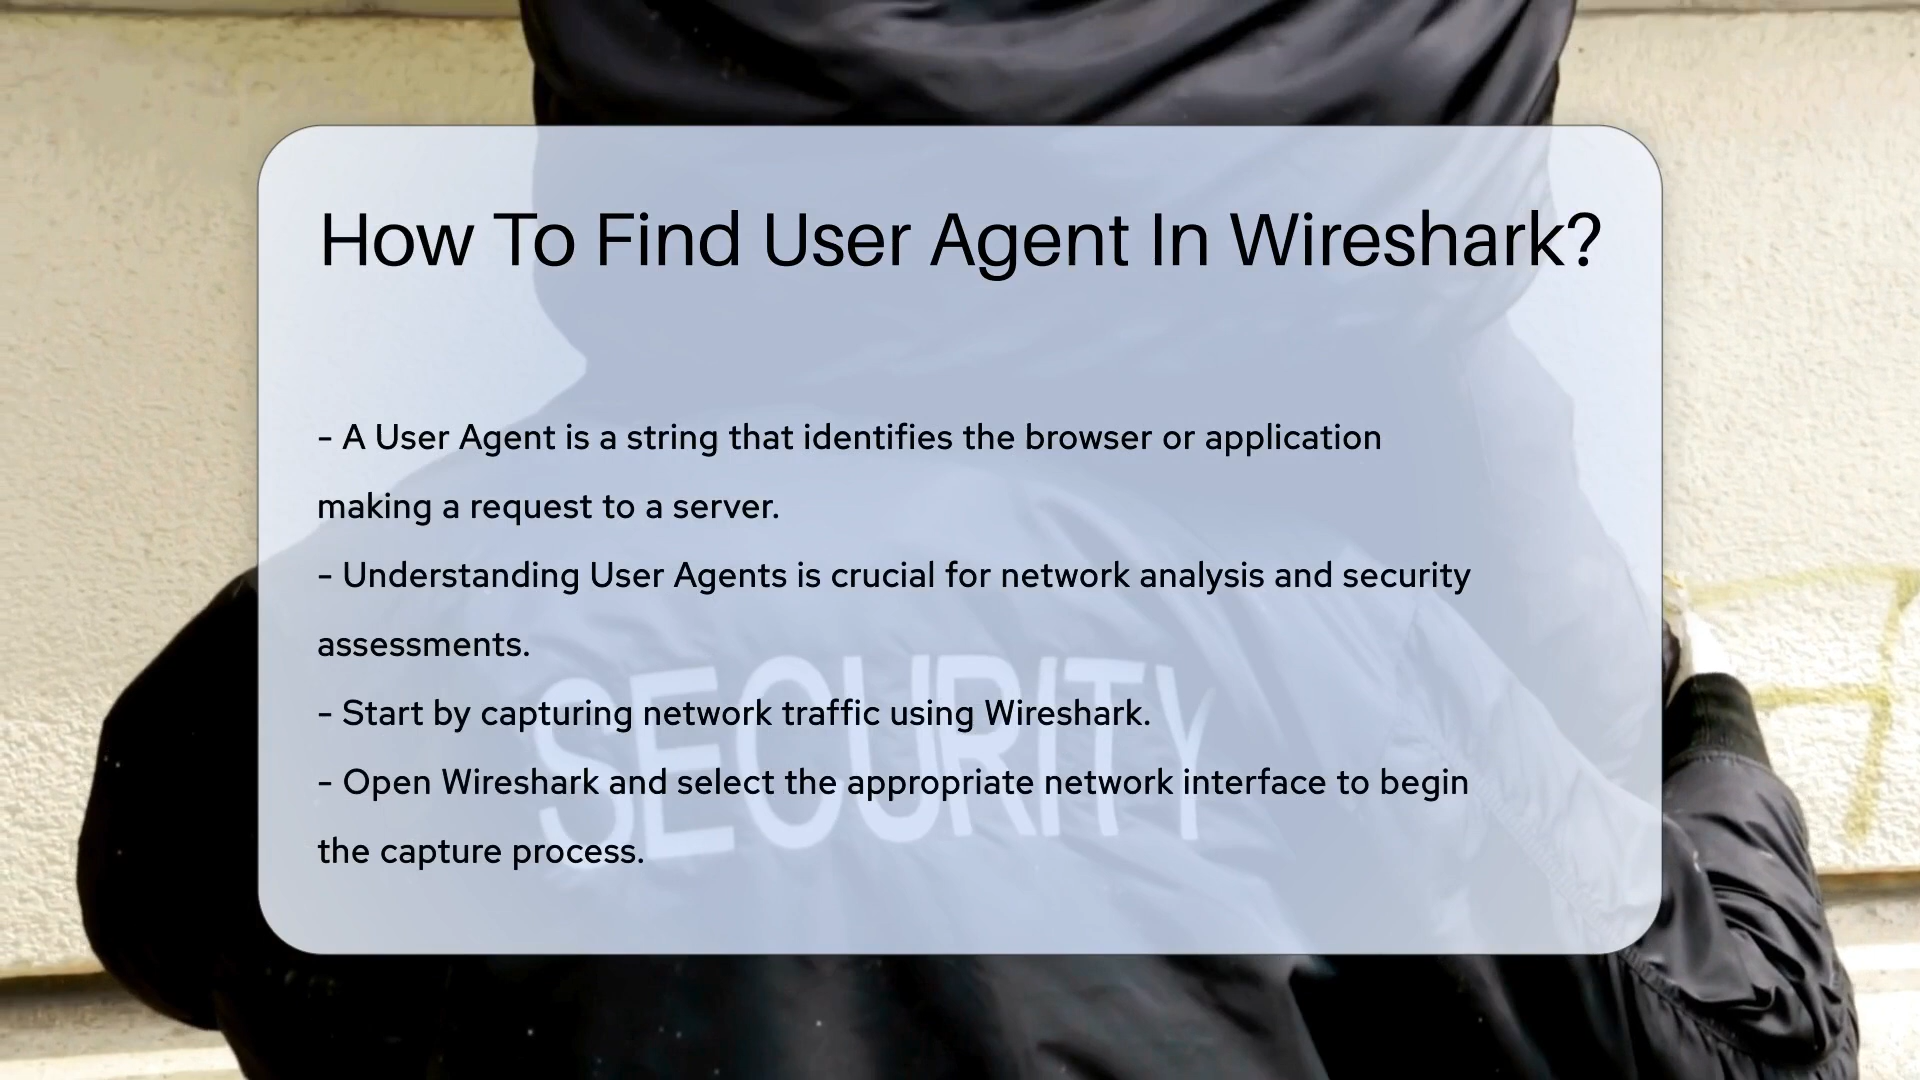 How To Find User Agent In Wireshark?
- A User Agent is a string that identifies the browser or application
making a request to a server.
- Understanding User Agents is crucial for network analysis and security
assessments.
- Start by capturing network traffic using Wireshark.
- Open Wireshark and select the appropriate network interface to begin
the capture process.
SECURITY